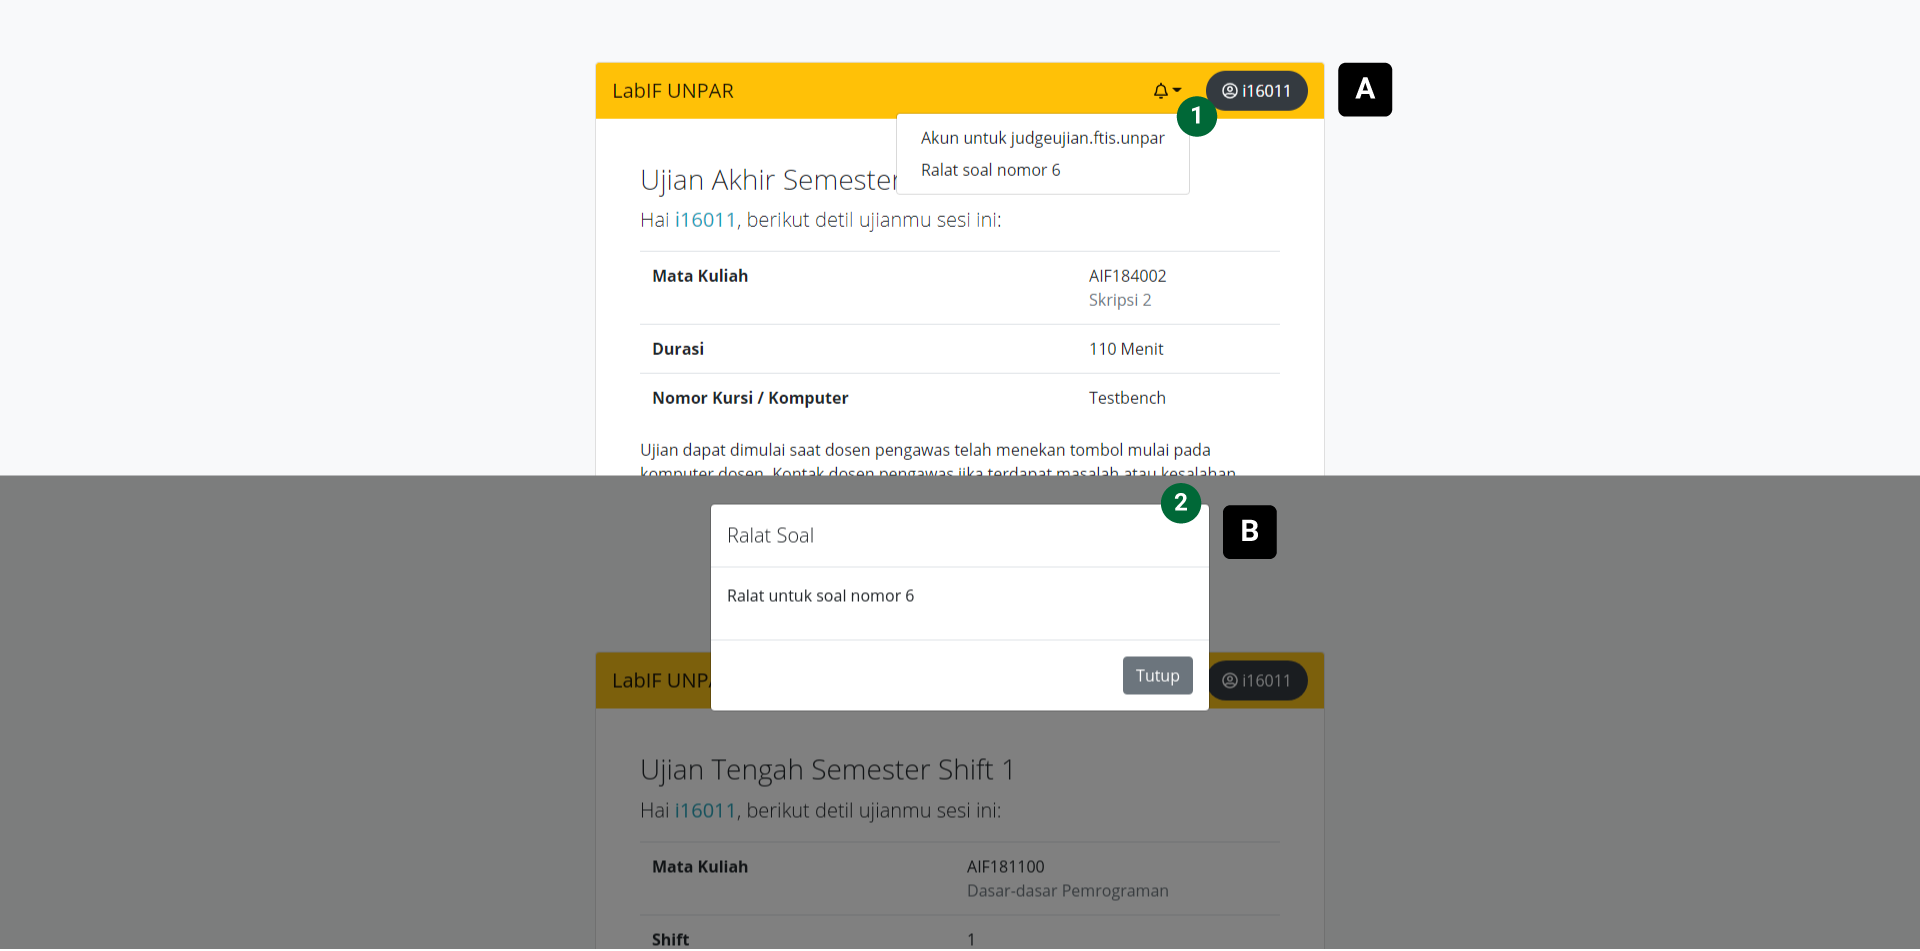 LabIF UNPAR
i16011
A
1
Akun untuk judgeujian.ftis.unpar
Ralat soal nomor 6
Ujian Akhir Semester
Hai i16011, berikut detil ujianmu sesi ini:
Mata Kuliah
AIF184002
Skripsi 2
Durasi
110 Menit
Nomor Kursi / Komputer
Testbench
Ujian dapat dimulai saat dosen pengawas telah menekan tombol mulai pada
komputer dosen. Kontak dosen pengawas jika terdapat masalah atau kesalahan
2
B
Ralat Soal
Ralat untuk soal nomor 6
Tutup
LabIF UNPA
i16011
Ujian Tengah Semester Shift 1
Hai i16011, berikut detil ujianmu sesi ini:
Mata Kuliah
AIF181100
Dasar-dasar Pemrograman
Shift
1